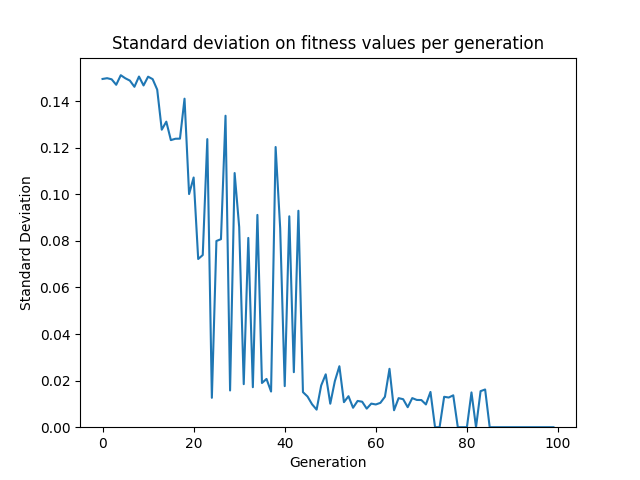 Standard deviation on fitness values per generation
0.14
0.12
0.10
0.08
0.06
0.04
0.02
0.00
Standard Deviation
0 20 40 60 80 100
Generation